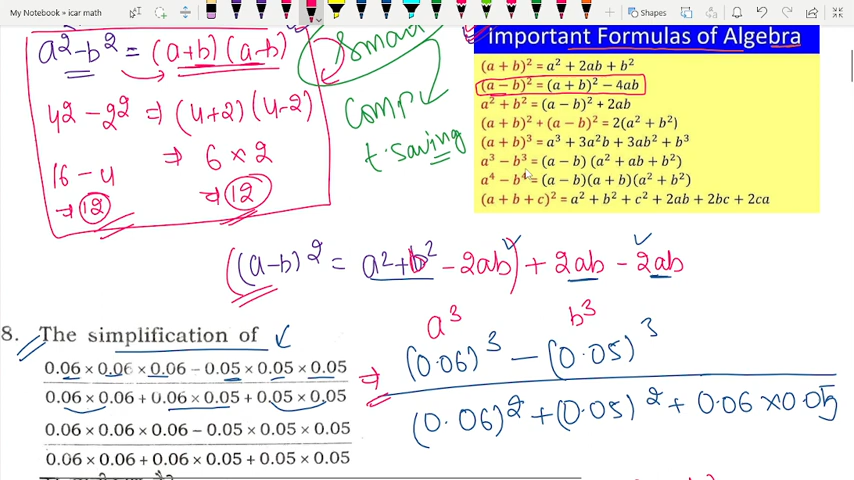 My Notebook » icar math
Shapes
a² - b² = (a+b) (a-b)
4² - 2² ⇒ (4+2) (4-2)
⇒ 6 × 2
16 - 4
⇒ 12
⇒ 12
Comp
t. saving
important Formulas of Algebra
(a + b)² = a² + 2ab + b²
(a - b)² = (a + b)² - 4ab
a² + b² = (a - b)² + 2ab
(a + b)² + (a - b)² = 2(a² + b²)
(a + b)³ = a³ + 3a²b + 3ab² + b³
a³ - b³ = (a - b) (a² + ab + b²)
a⁴ - b⁴ = (a - b)(a + b)(a² + b²)
(a + b + c)² = a² + b² + c² + 2ab + 2bc + 2ca
((a-b)² = a² + b² - 2ab) + 2ab - 2ab
a³ b³
8. The simplification of
0.06 × 0.06 × 0.06 – 0.05 × 0.05 × 0.05
0.06 × 0.06 + 0.06 × 0.05 + 0.05 × 0.05
⇒ (0.06)³ - (0.05)³
(0.06)² + (0.05)² + 0.06 × 0.05
0.06 × 0.06 × 0.06 – 0.05 × 0.05 × 0.05
0.06 × 0.06 + 0.06 × 0.05 + 0.05 × 0.05